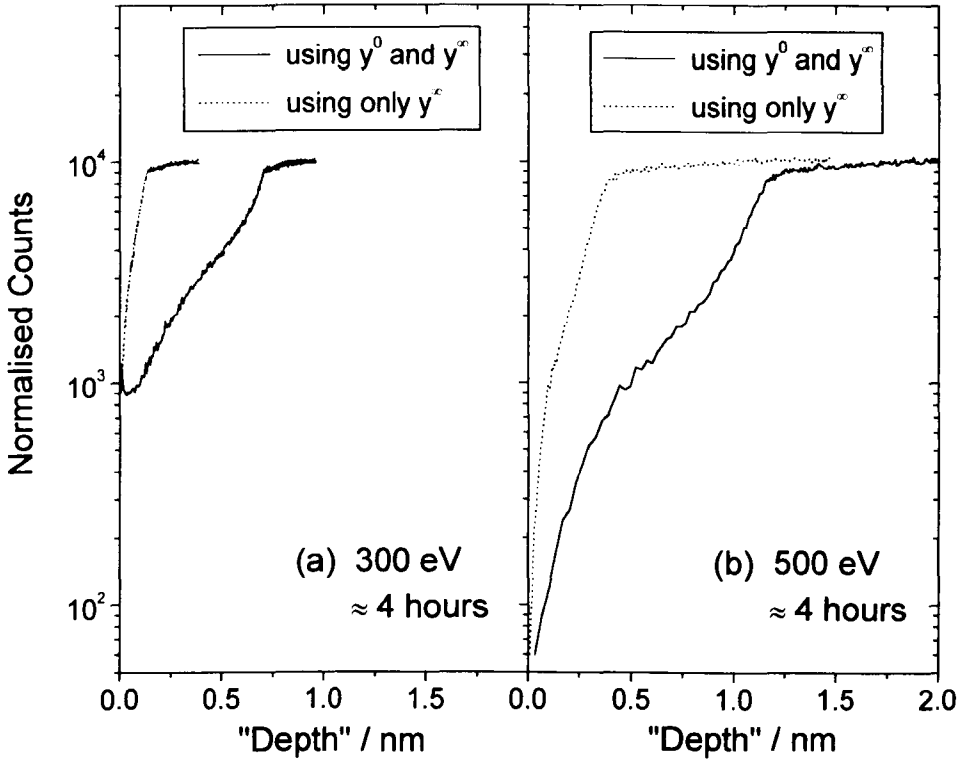 using y⁰ and y∞
using only y∞
using y⁰ and y∞
using only y∞
Normalised Counts
10⁴
10³
10²
(a) 300 eV
≈ 4 hours
(b) 500 eV
≈ 4 hours
0.0 0.5 1.0 1.5 0.0 0.5 1.0 1.5 2.0
"Depth" / nm
"Depth" / nm